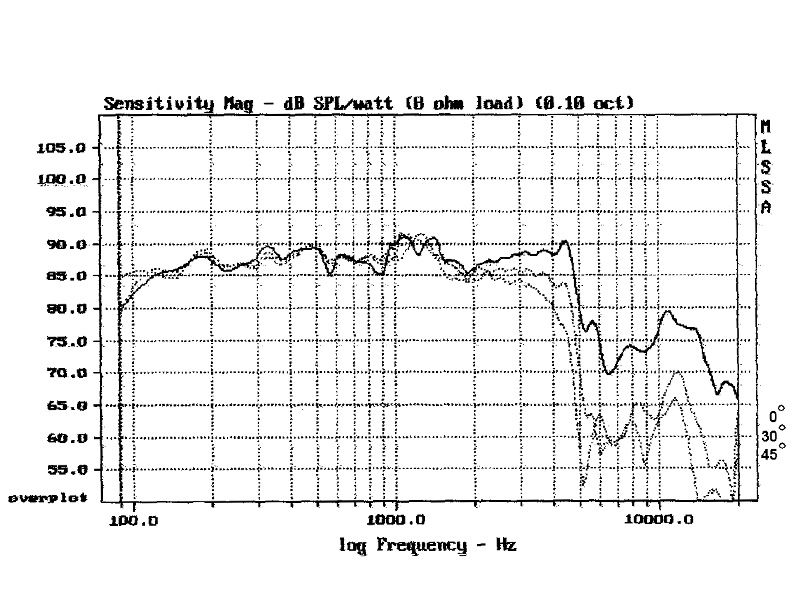 Sensitivity Mag - dB SPL/watt (8 ohm load) (0.10 oct)
MLSSA
105.0
100.0
95.0
90.0
85.0
80.0
75.0
70.0
65.0
60.0
55.0
0°
30°
45°
overplot
100.0 1000.0 10000.0
log Frequency - Hz